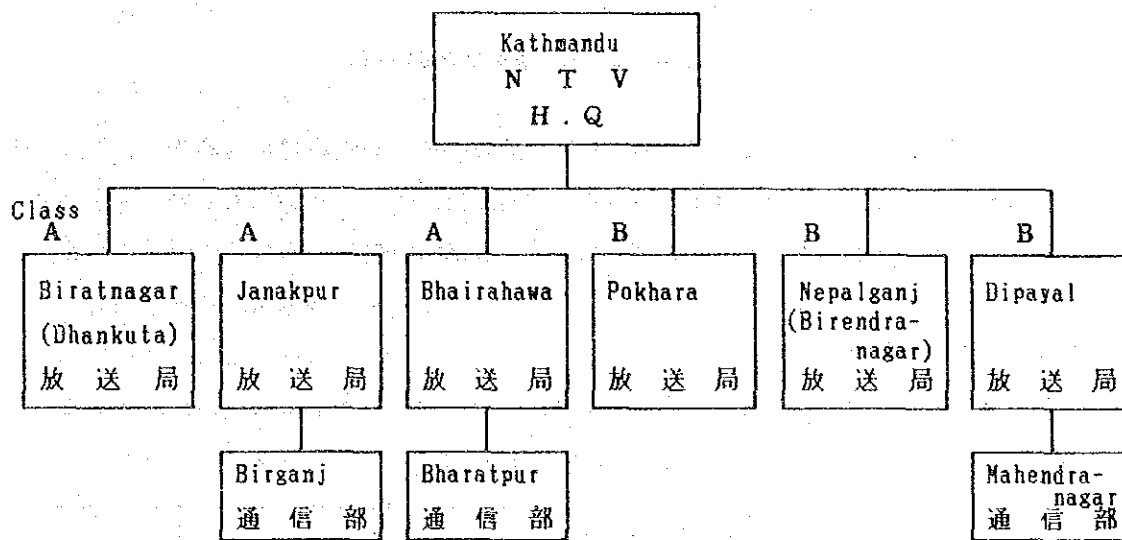 Kathmandu
N T V
H.Q
Class
A A A B B B
Biratnagar
(Dhankuta)
放送局
Janakpur
放送局
Bhairahawa
放送局
Pokhara
放送局
Nepalganj
(Birendra-
nagar)
放送局
Dipayal
放送局
Birganj
通信部
Bharatpur
通信部
Mahendra-
nagar
通信部